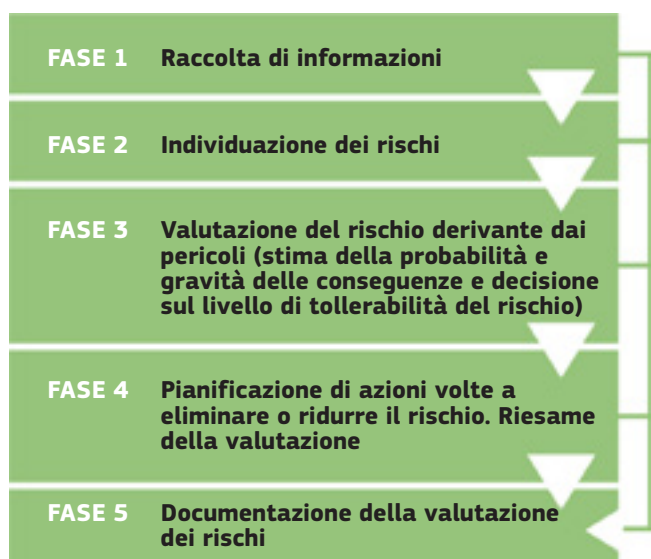 FASE 1 Raccolta di informazioni
FASE 2 Individuazione dei rischi
FASE 3 Valutazione del rischio derivante dai
pericoli (stima della probabilità e
gravità delle conseguenze e decisione
sul livello di tollerabilità del rischio)
FASE 4 Pianificazione di azioni volte a
eliminare o ridurre il rischio. Riesame
della valutazione
FASE 5 Documentazione della valutazione
dei rischi